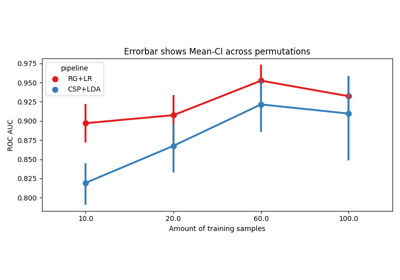 Errorbar shows Mean-CI across permutations
pipeline
RG+LR
CSP+LDA
ROC AUC
0.975
0.950
0.925
0.900
0.875
0.850
0.825
0.800
10.0 20.0 60.0 100.0
Amount of training samples